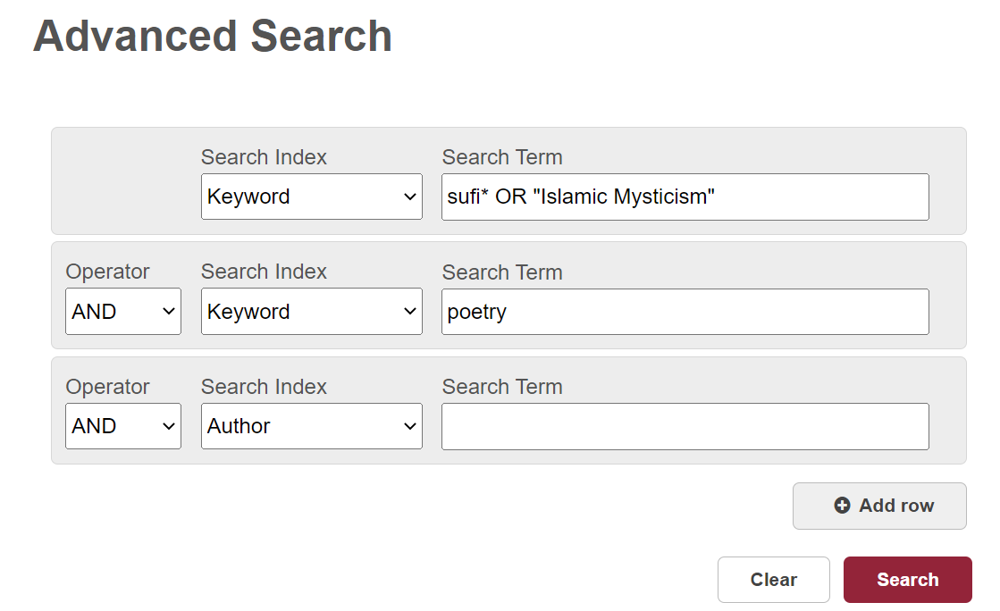 Advanced Search
Search Index Search Term
Keyword sufi* OR "Islamic Mysticism"
Operator Search Index Search Term
AND Keyword poetry
Operator Search Index Search Term
AND Author
Add row
Clear Search